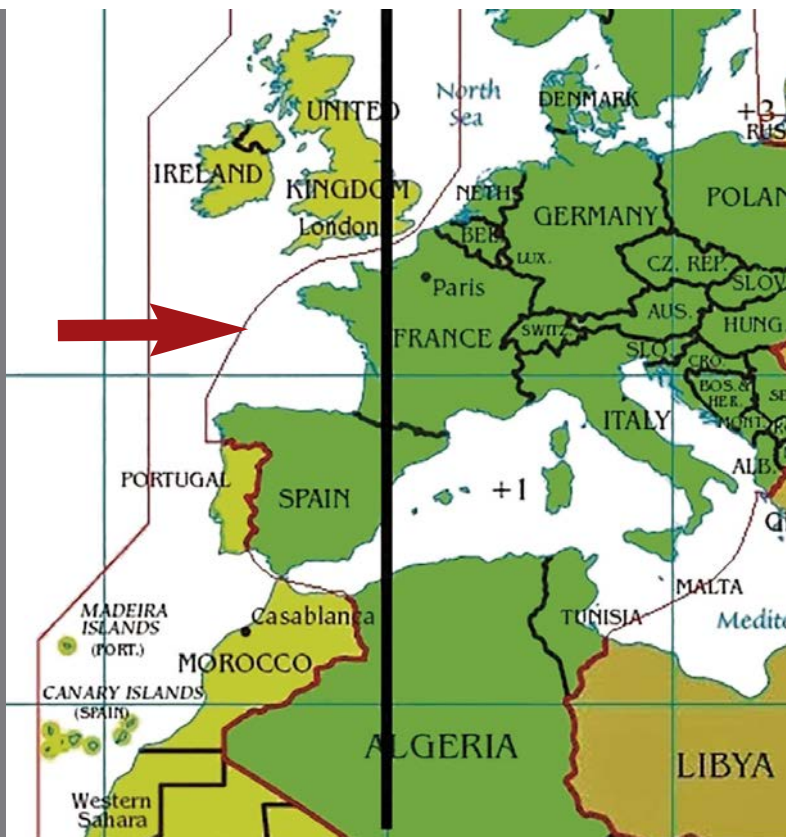 North
Sea
DENMARK
+3
RUS
UNITED
KINGDOM
IRELAND
London
NETH.
BEL.
LUX.
GERMANY
POLAN
CZ. REP.
SLOV
Paris
FRANCE
SWITZ.
AUS.
HUNG.
SLO.
CRO.
BOS. &
HER.
SE
MONT.
ITALY
ALB.
PORTUGAL
SPAIN
+1
G
MALTA
Medite
MADEIRA
ISLANDS
(PORT.)
Casablanca
TUNISIA
MOROCCO
CANARY ISLANDS
(SPAIN)
ALGERIA
LIBYA
Western
Sahara